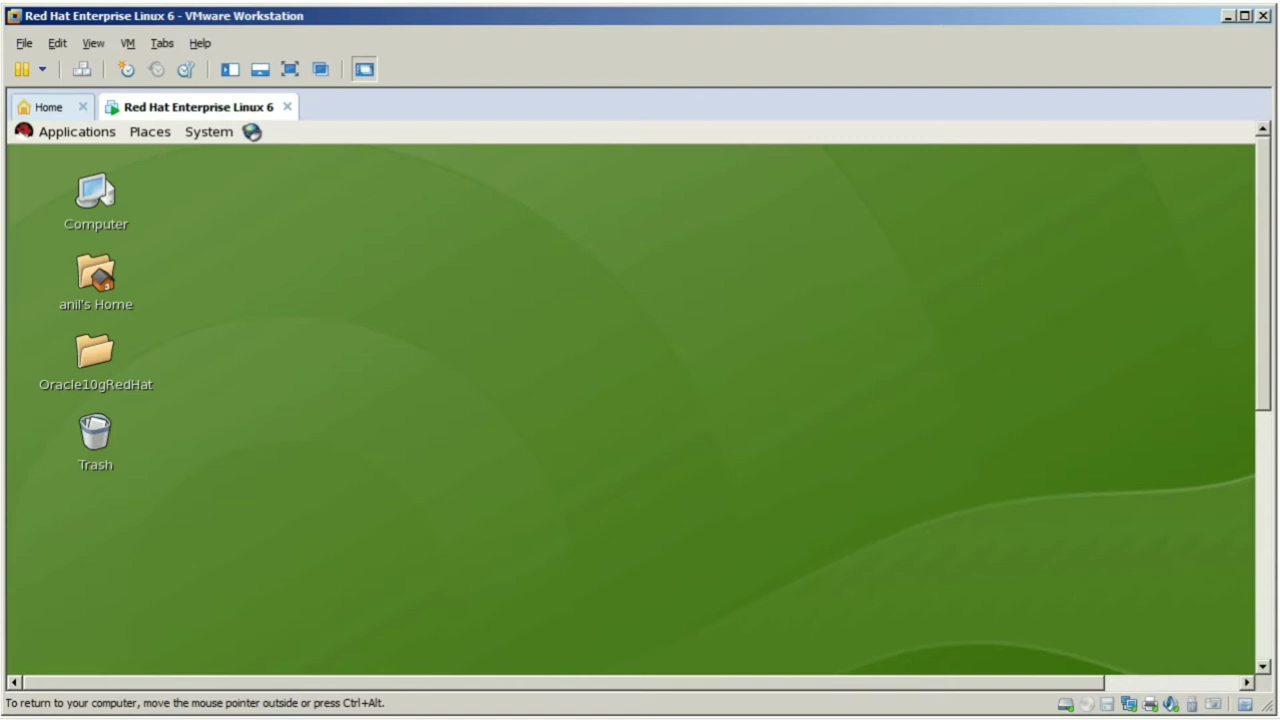 Red Hat Enterprise Linux 6 - VMware Workstation
File Edit View VM Tabs Help
Home Red Hat Enterprise Linux 6
Applications Places System
Computer
anil's Home
Oracle10gRedHat
Trash
To return to your computer, move the mouse pointer outside or press Ctrl+Alt.